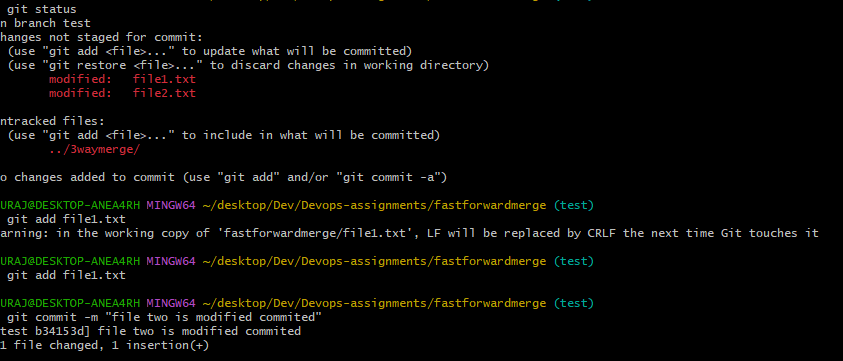 git status
n branch test
hanges not staged for commit:
(use "git add <file>..." to update what will be committed)
(use "git restore <file>..." to discard changes in working directory)
modified:   file1.txt
modified:   file2.txt
ntracked files:
(use "git add <file>..." to include in what will be committed)
../3waymerge/
o changes added to commit (use "git add" and/or "git commit -a")
URAJ@DESKTOP-ANEA4RH MINGW64 ~/desktop/Dev/Devops-assignments/fastforwardmerge (test)
git add file1.txt
arning: in the working copy of 'fastforwardmerge/file1.txt', LF will be replaced by CRLF the next time Git touches it
URAJ@DESKTOP-ANEA4RH MINGW64 ~/desktop/Dev/Devops-assignments/fastforwardmerge (test)
git add file1.txt
URAJ@DESKTOP-ANEA4RH MINGW64 ~/desktop/Dev/Devops-assignments/fastforwardmerge (test)
git commit -m "file two is modified commited"
test b34153d] file two is modified commited
1 file changed, 1 insertion(+)